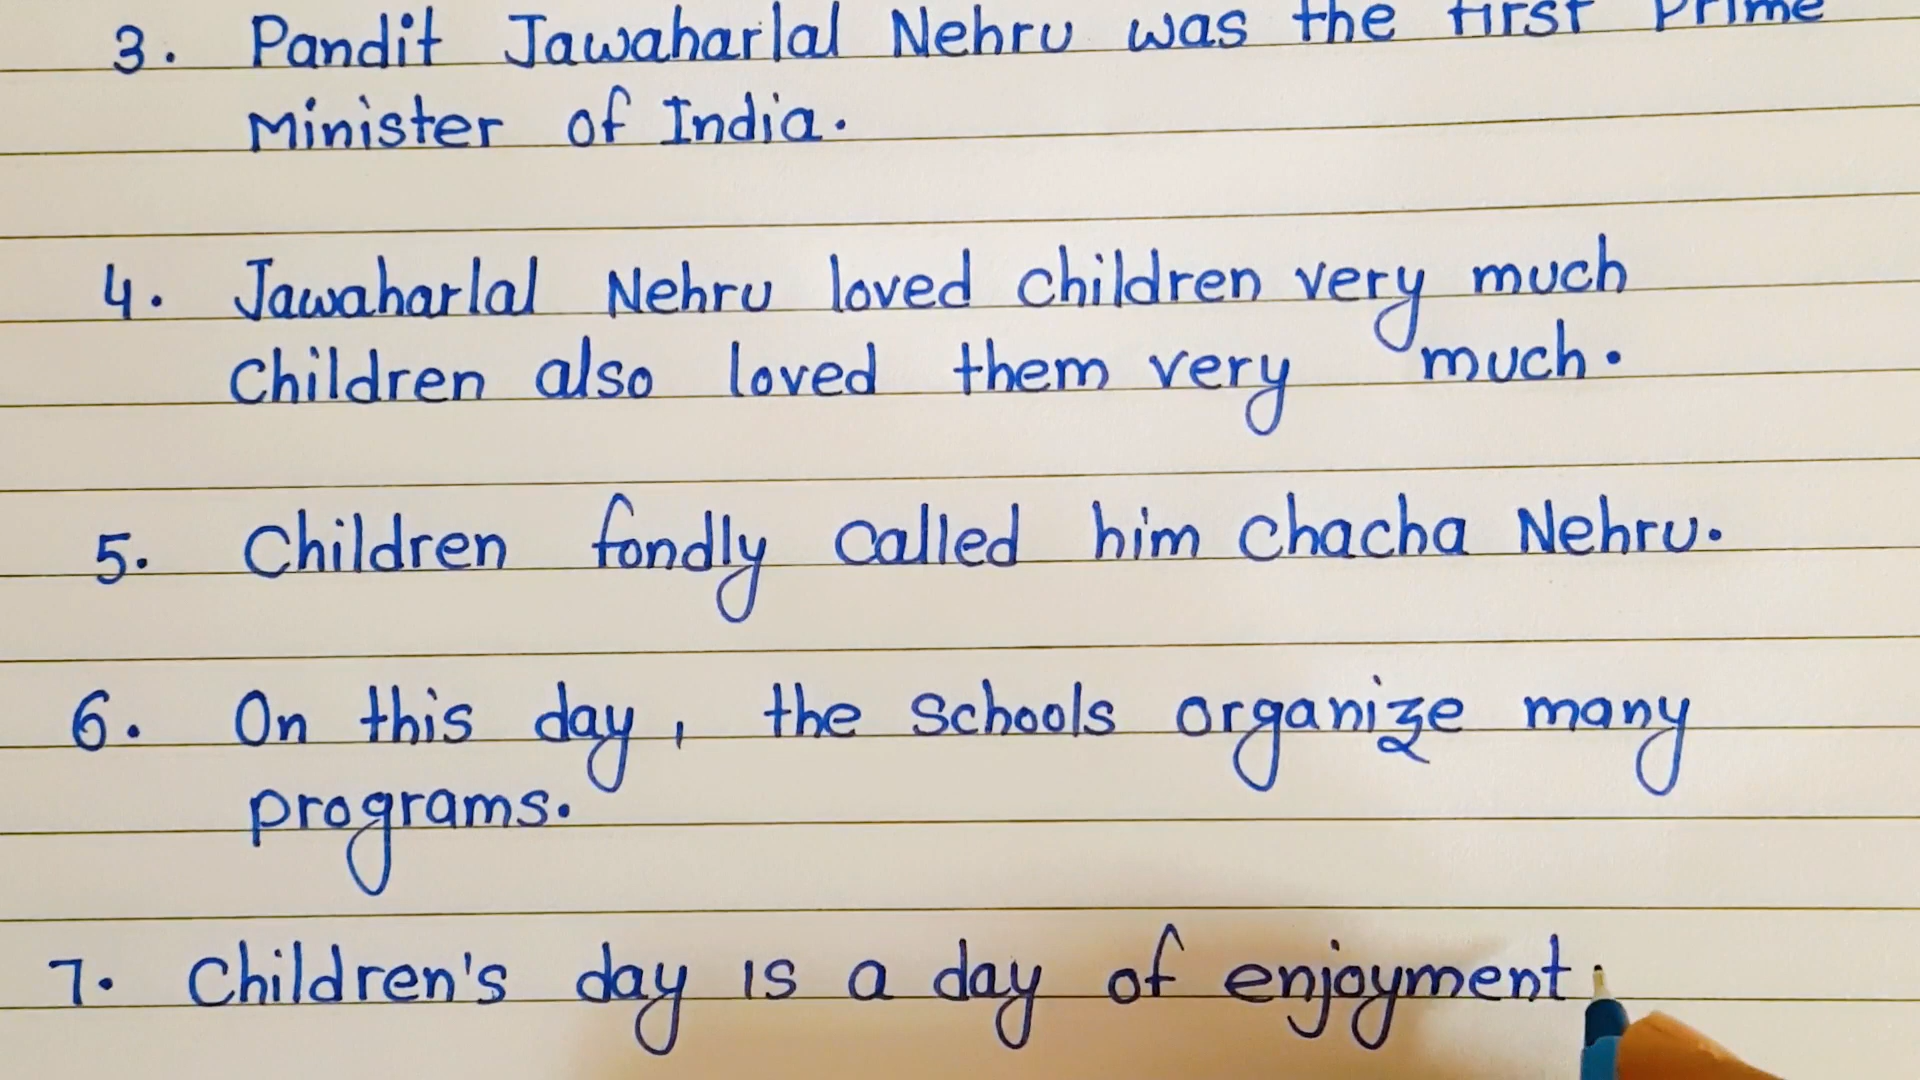 3. Pandit Jawaharlal Nehru was the first Prime
Minister of India.
4. Jawaharlal Nehru loved children very much
Children also loved them very much.
5. Children fondly called him chacha Nehru.
6. On this day, the schools organize many
programs.
7. Children's day is a day of enjoyment